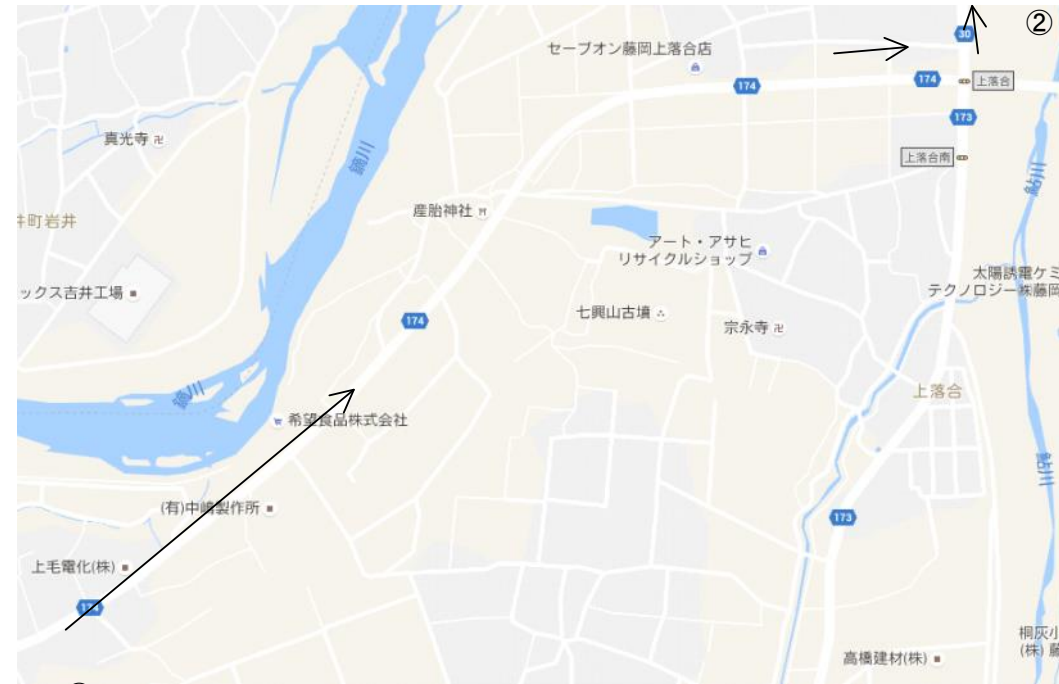 ②
30
セーブオン藤岡上落合店
174
174
上落合
173
真光寺
鏑川
上落合南
鮎川
産胎神社
井町岩井
アート・アサヒ
リサイクルショップ
太陽誘電ケミ
テクノロジー㈱藤岡
ックス吉井工場
七興山古墳
宗永寺
174
鏑川
上落合
希望食品株式会社
鮎川
(有)中嶋製作所
173
上毛電化(株)
174
桐灰小
(株) 藤
高橋建材(株)